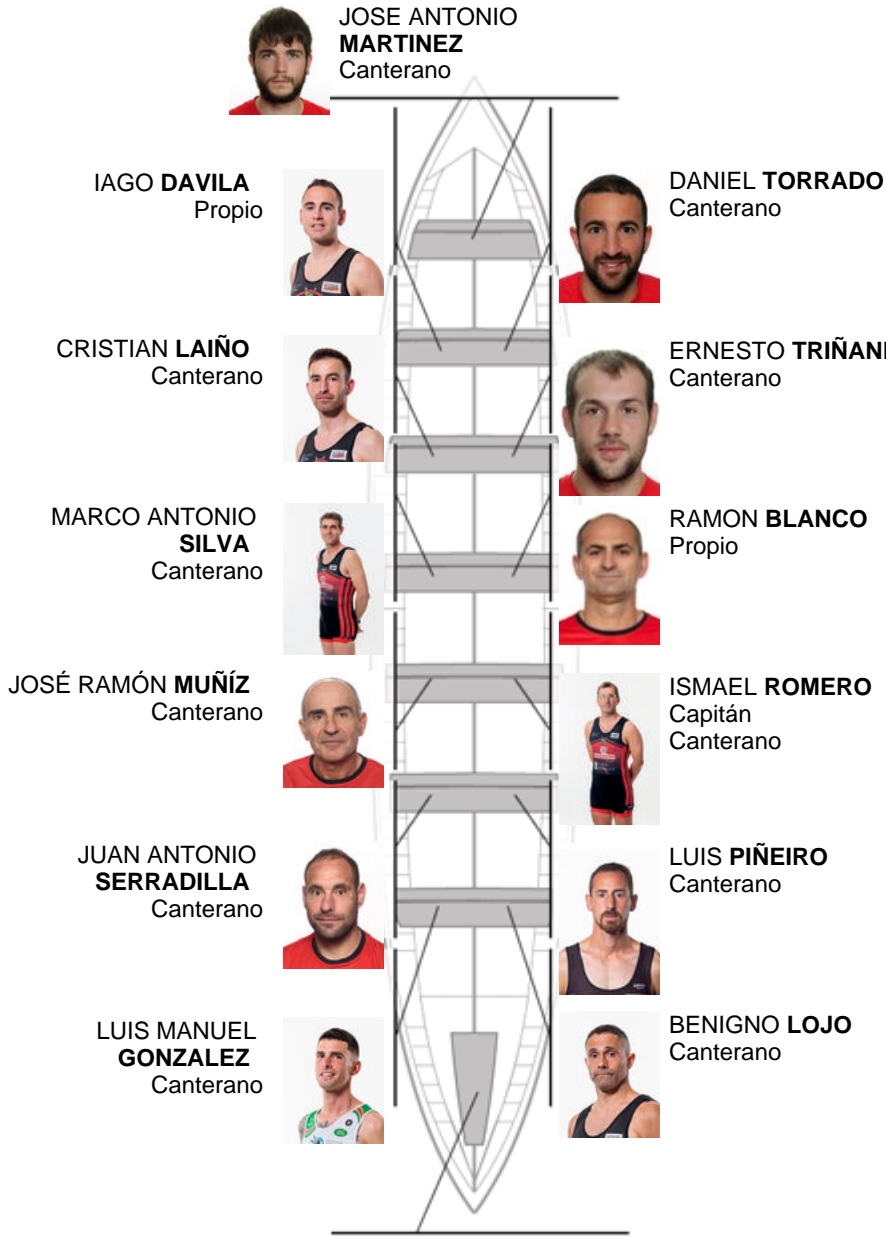 JOSE ANTONIO
MARTINEZ
Canterano
IAGO DAVILA
Propio
DANIEL TORRADO
Canterano
CRISTIAN LAIÑO
Canterano
ERNESTO
Canterano
MARCO ANTONIO
SILVA
Canterano
RAMON BLANCO
Propio
JOSÉ RAMÓN MUÑÍZ
Canterano
ISMAEL ROMERO
Capitán
Canterano
JUAN ANTONIO
SERRADILLA
Canterano
LUIS PIÑEIRO
Canterano
LUIS MANUEL
GONZALEZ
Canterano
BENIGNO LOJO
Canterano